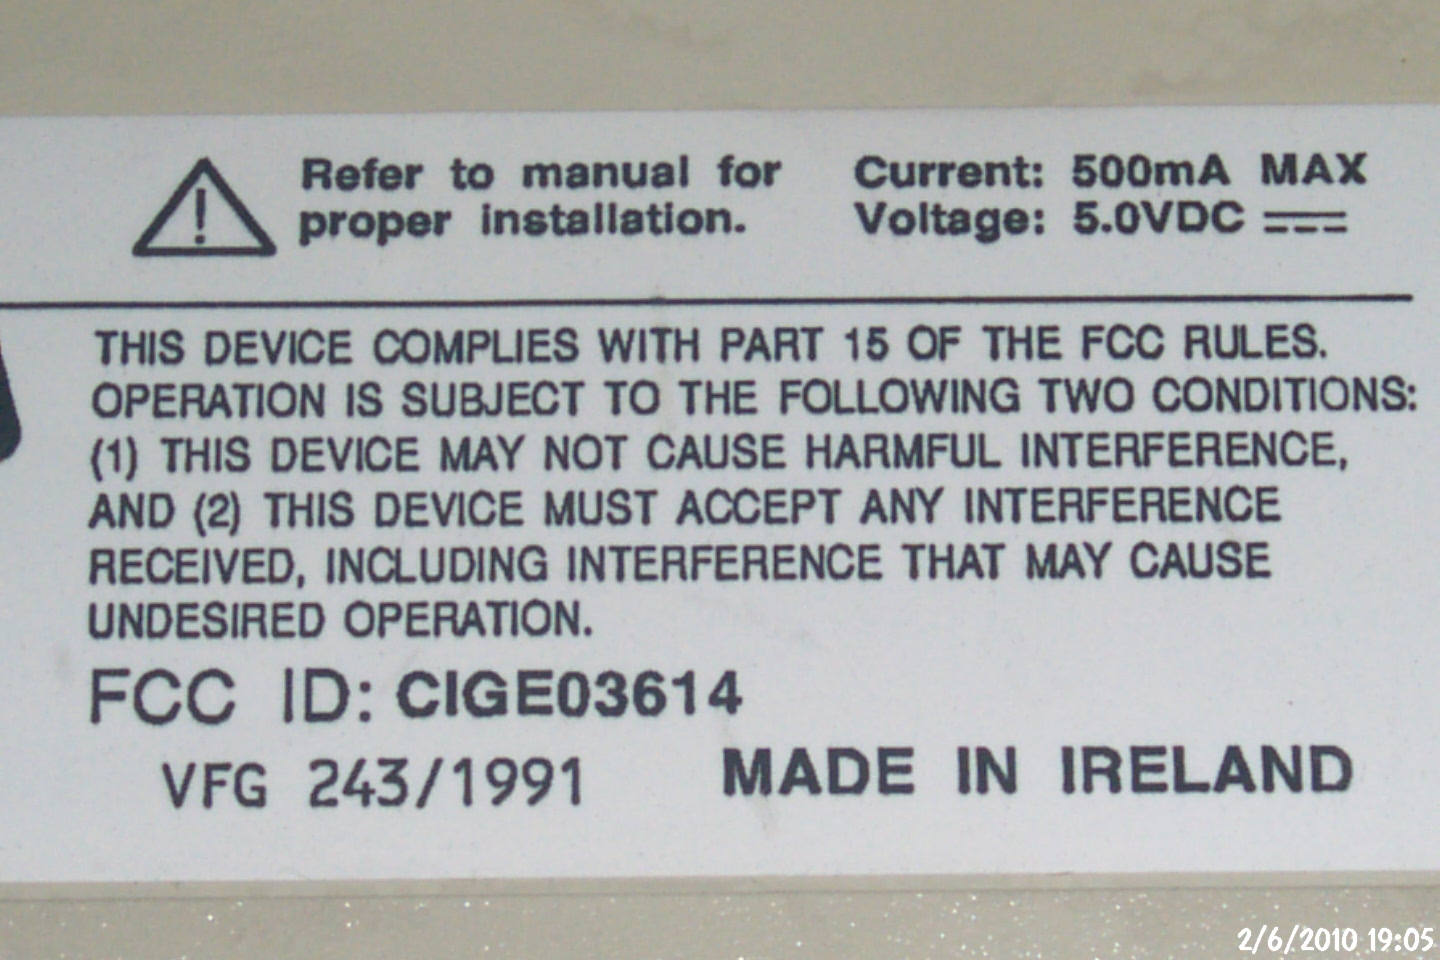 Refer to manual for
proper installation.
Current: 500mA MAX
Voltage: 5.0VDC
THIS DEVICE COMPLIES WITH PART 15 OF THE FCC RULES.
OPERATION IS SUBJECT TO THE FOLLOWING TWO CONDITIONS:
(1) THIS DEVICE MAY NOT CAUSE HARMFUL INTERFERENCE,
AND (2) THIS DEVICE MUST ACCEPT ANY INTERFERENCE
RECEIVED, INCLUDING INTERFERENCE THAT MAY CAUSE
UNDESIRED OPERATION.
FCC ID: CIGE03614
VFG 243/1991
MADE IN IRELAND
2/6/2010 19:05